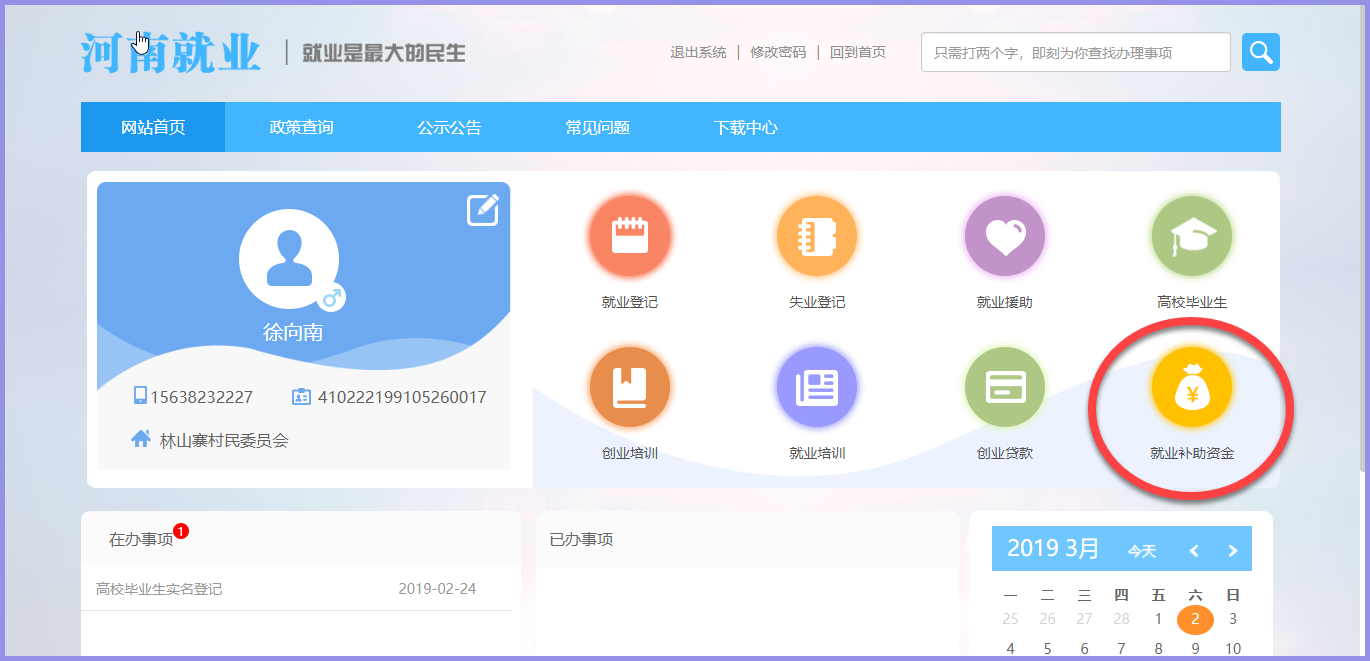 河南就业 | 就业是最大的民生
退出系统 | 修改密码 | 回到首页
只需打两个字，即刻为你查找办理事项
网站首页 政策查询 公示公告 常见问题 下载中心
徐向南
15638232227 410222199105260017
林山寨村民委员会
就业登记 失业登记 就业援助 高校毕业生
¥
创业培训 就业培训 创业贷款 就业补助资金
在办事项 1
高校毕业生实名登记 2019-02-24
已办事项
2019 3月 今天 < >
一 二 三 四 五 六 日
25 26 27 28 1 2 3
4 5 6 7 8 9 10